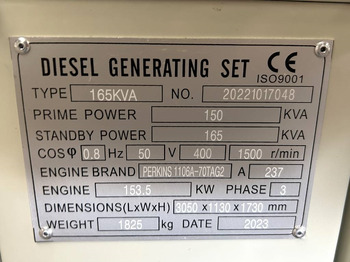 DIESEL GENERATING SET CE
ISO9001
TYPE 165KVA NO. 20221017048
PRIME POWER 150 KVA
STANDBY POWER 165 KVA
COSφ 0.8 Hz 50 V 400 1500 r/min
ENGINE BRAND PERKINS 1106A-70TAG2 A 237
ENGINE 153.5 KW PHASE 3
DIMENSIONS(LxWxH) 3050×1130×1730 mm
WEIGHT 1825 kg DATE 2023